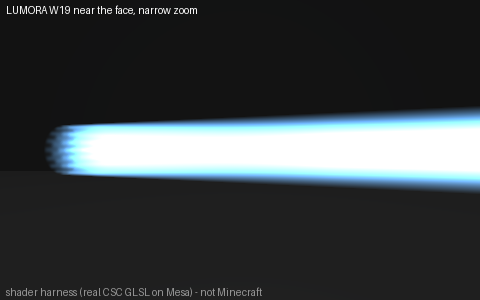 LUMORA W19 near the face, narrow zoom
shader harness (real CSC GLSL on Mesa) - not Minecraft